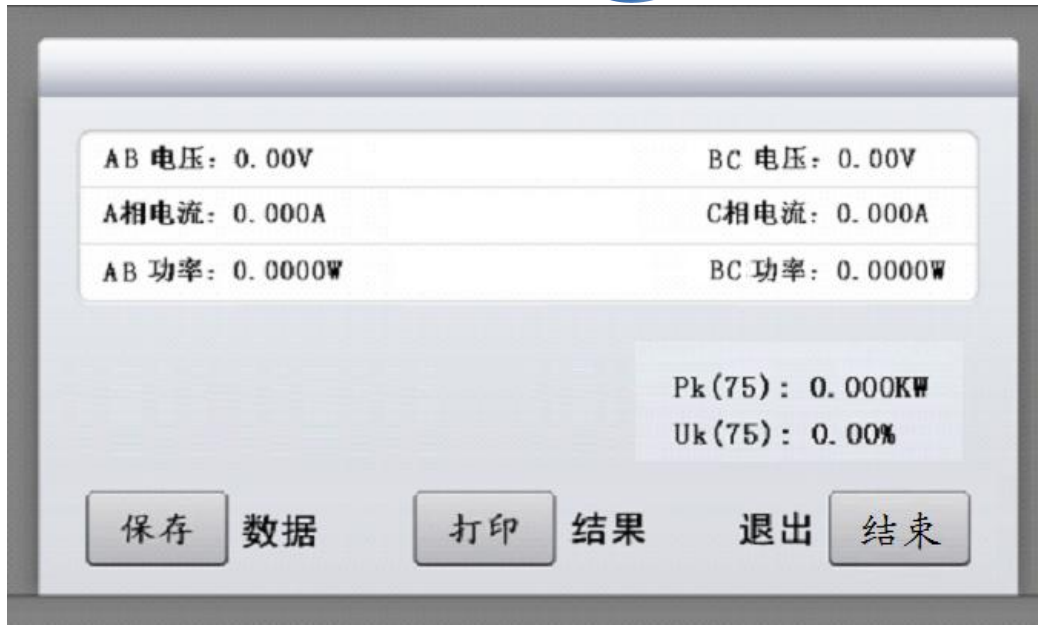 AB 电压：0.00V BC 电压：0.00V
A相电流：0.000A C相电流：0.000A
AB 功率：0.0000W BC 功率：0.0000W
Pk(75)：0.000KW
Uk(75)：0.00%
保存 数据 打印 结果 退出 结束